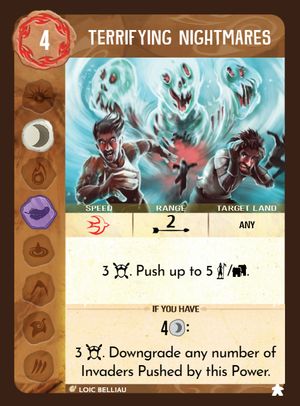 4
TERRIFYING NIGHTMARES
SPEED RANGE TARGET LAND
2 ANY
3 . Push up to 5 / .
IF YOU HAVE
4 :
3 . Downgrade any number of
Invaders Pushed by this Power.
LOIC BELLIAU